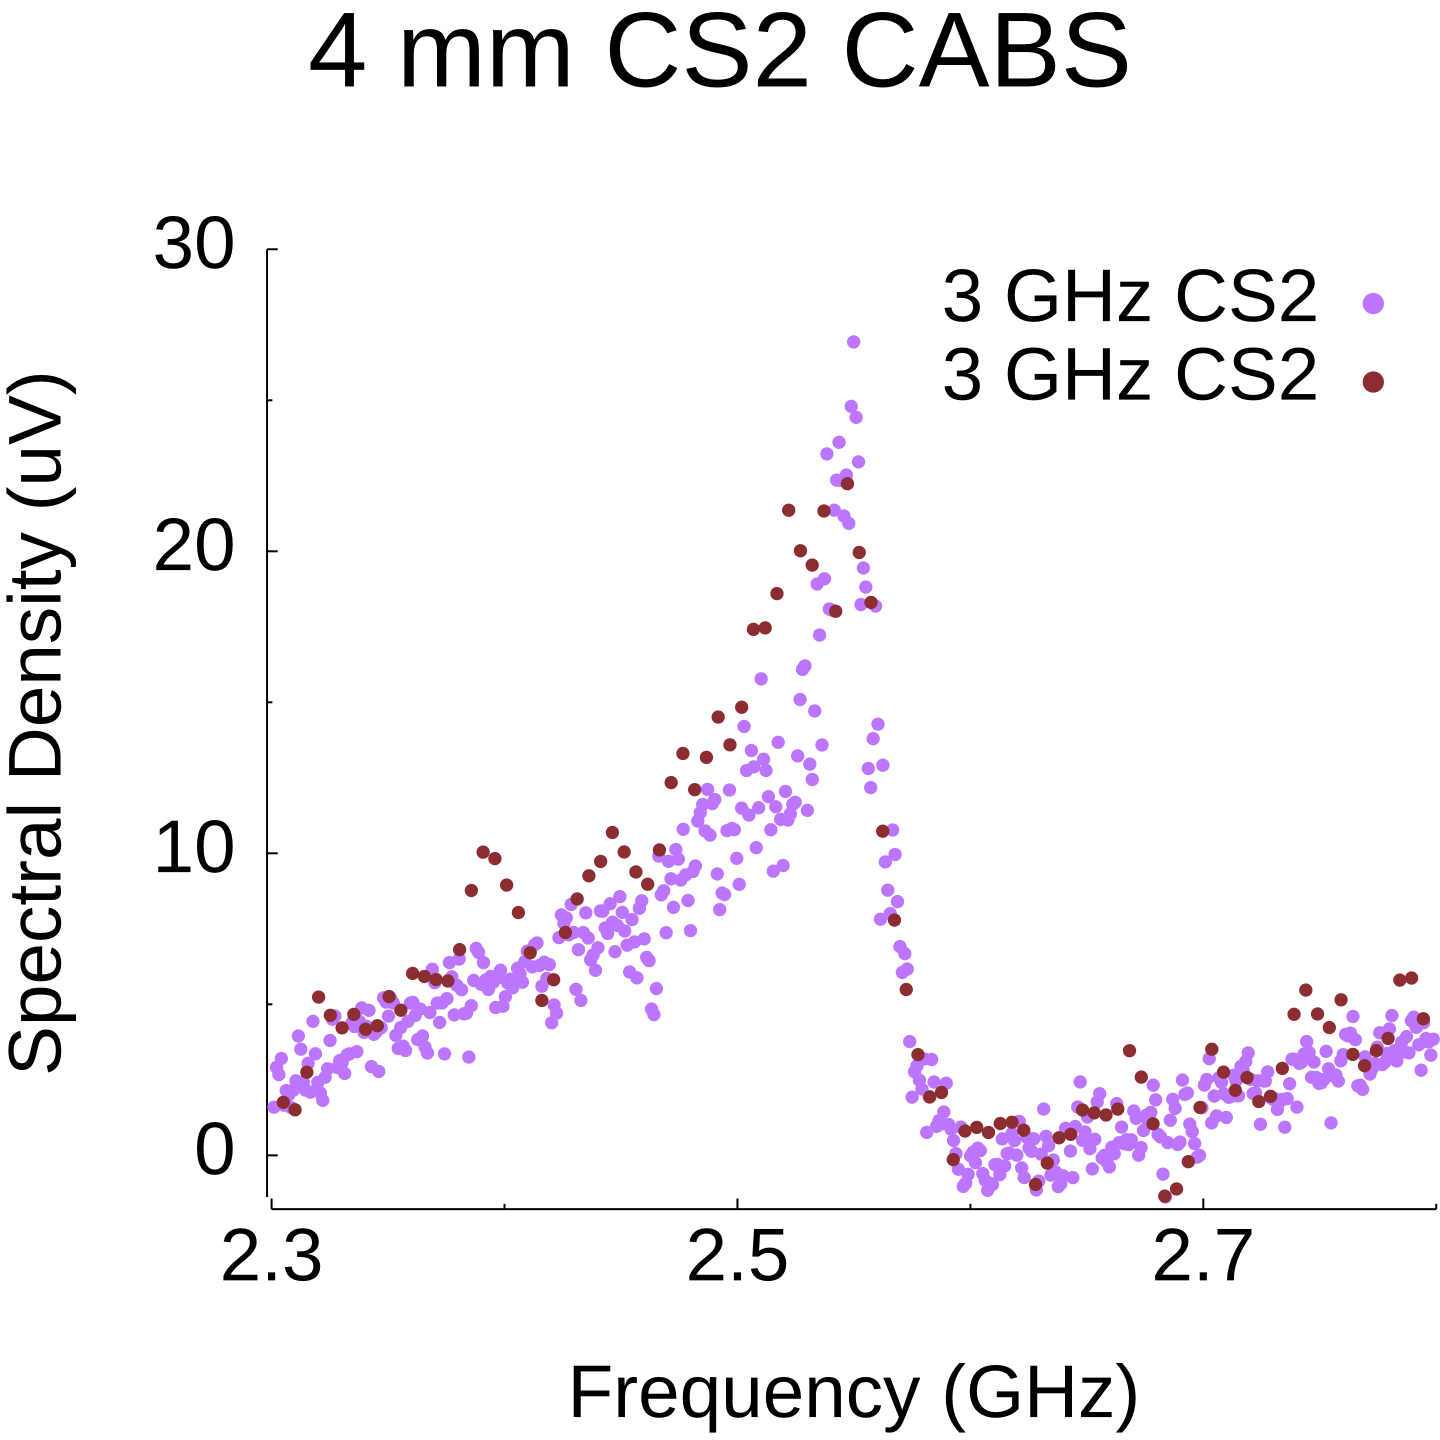 4 mm CS2 CABS
30
3 GHz CS2
3 GHz CS2
20
10
0
Spectral Density (uV)
2.3
2.5
2.7
Frequency (GHz)